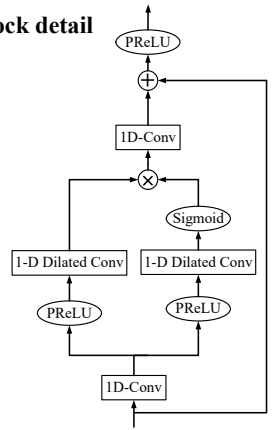 ock detail
PReLU
+
1D-Conv
×
Sigmoid
1-D Dilated Conv
1-D Dilated Conv
PReLU
PReLU
1D-Conv